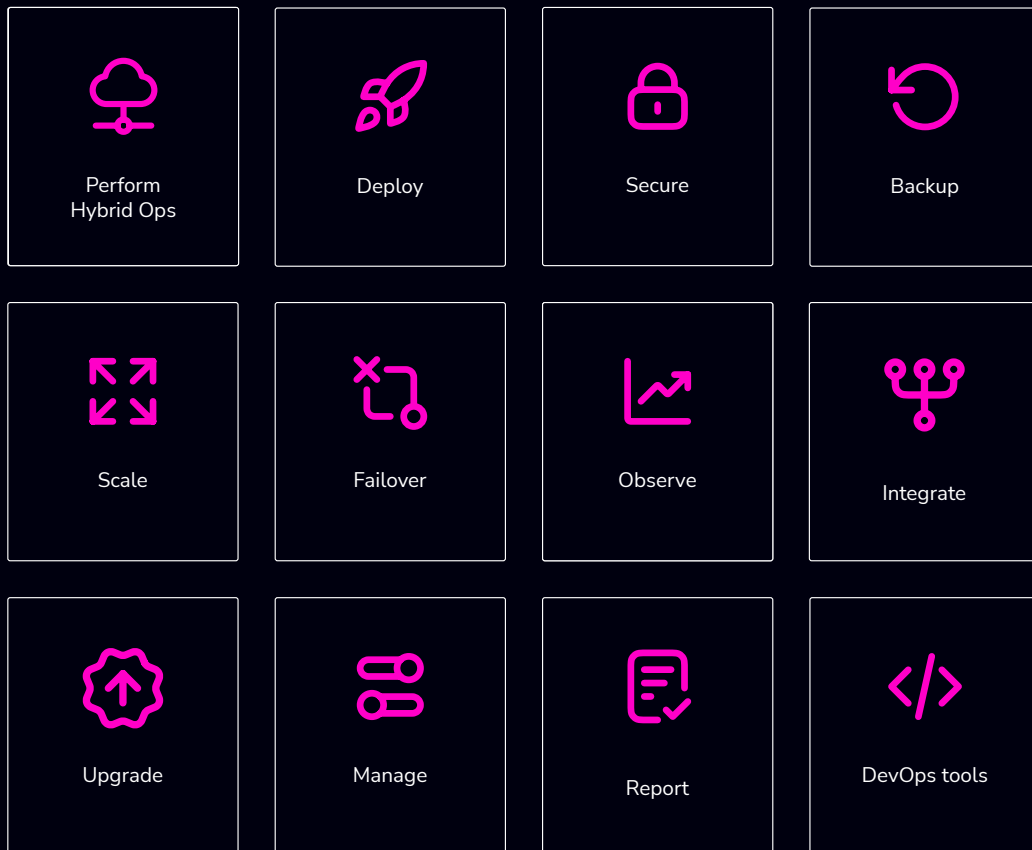 Perform
Hybrid Ops
Deploy
Secure
Backup
Scale
Failover
Observe
Integrate
Upgrade
Manage
Report
DevOps tools